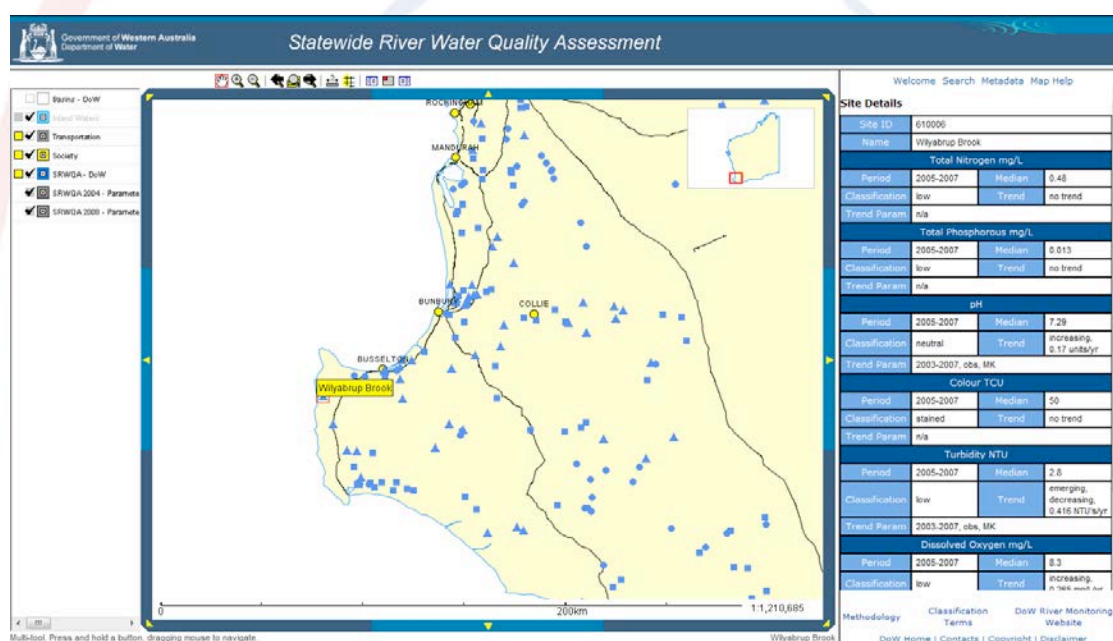 Government of Western Australia
Department of Water
Statewide River Water Quality Assessment
Welcome Search Metadata Map Help
Basins - DoW
Inland Waters
Transportation
Society
SRWQA - DoW
SRWQA 2004 - Paramete
SRWQA 2008 - Paramete
ROCKINGHAM
MANDURAH
BUNBURY
COLLIE
BUSSELTON
Wilyabrup Brook
0
200km
1:1,210,685
Site Details
Site ID 610006
Name Wilyabrup Brook
Total Nitrogen mg/L
Period 2005-2007 Median 0.48
Classification low Trend no trend
Trend Param n/a
Total Phosphorous mg/L
Period 2005-2007 Median 0.013
Classification low Trend no trend
Trend Param n/a
pH
Period 2005-2007 Median 7.29
Classification neutral Trend increasing,
0.17 units/yr
Trend Param 2003-2007, obs, MK
Colour TCU
Period 2005-2007 Median 50
Classification stained Trend no trend
Trend Param n/a
Turbidity NTU
Period 2005-2007 Median 2.8
Classification low Trend emerging,
decreasing,
0.416 NTU's/yr
Trend Param 2003-2007, obs, MK
Dissolved Oxygen mg/L
Period 2005-2007 Median 8.3
Classification low Trend increasing,
Methodology Classification Terms DoW River Monitoring Website
DoW Home | Contacts | Copyright | Disclaimer
Multi-tool. Press and hold a button, dragging mouse to navigate.
Wilyabrup Brook